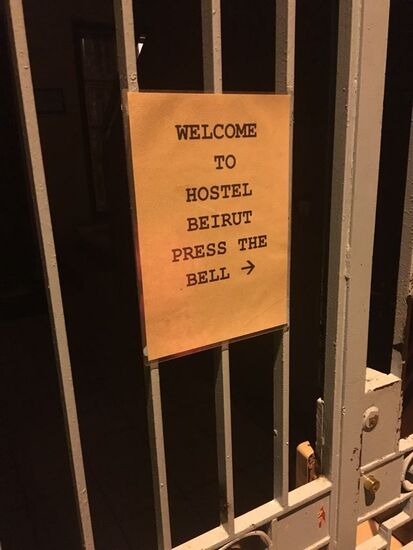 WELCOME
TO
HOSTEL
BEIRUT
PRESS THE
BELL →